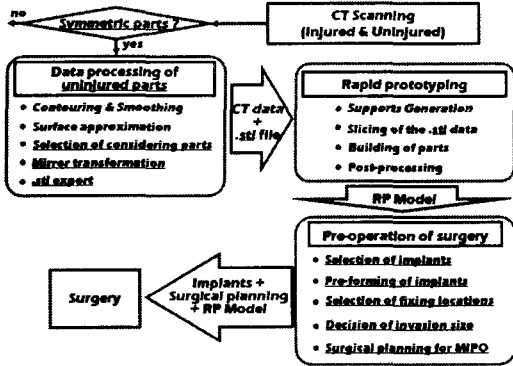 no
Symmetric parts ?
yes
CT Scanning
(Injured & Uninjured)
Data processing of
uninjured parts
• Contouring & Smoothing
• Surface approximation
• Selection of considering parts
• Mirror transformation
• .stl export
CT data
+
.stl file
Rapid prototyping
• Supports Generation
• Slicing of the .stl data
• Building of parts
• Post-processing
RP Model
Pre-operation of surgery
• Selection of implants
• Pre-forming of implants
• Selection of fixing locations
• Decision of invasion size
• Surgical planning for MIPO
Implants +
Surgical planning
+ RP Model
Surgery